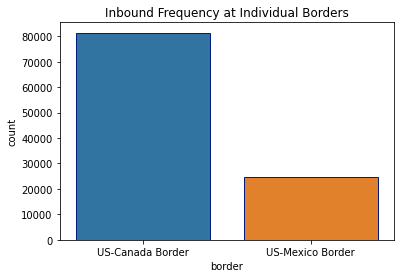 Inbound Frequency at Individual Borders
80000
70000
60000
50000
40000
30000
20000
10000
0
count
US-Canada Border
US-Mexico Border
border